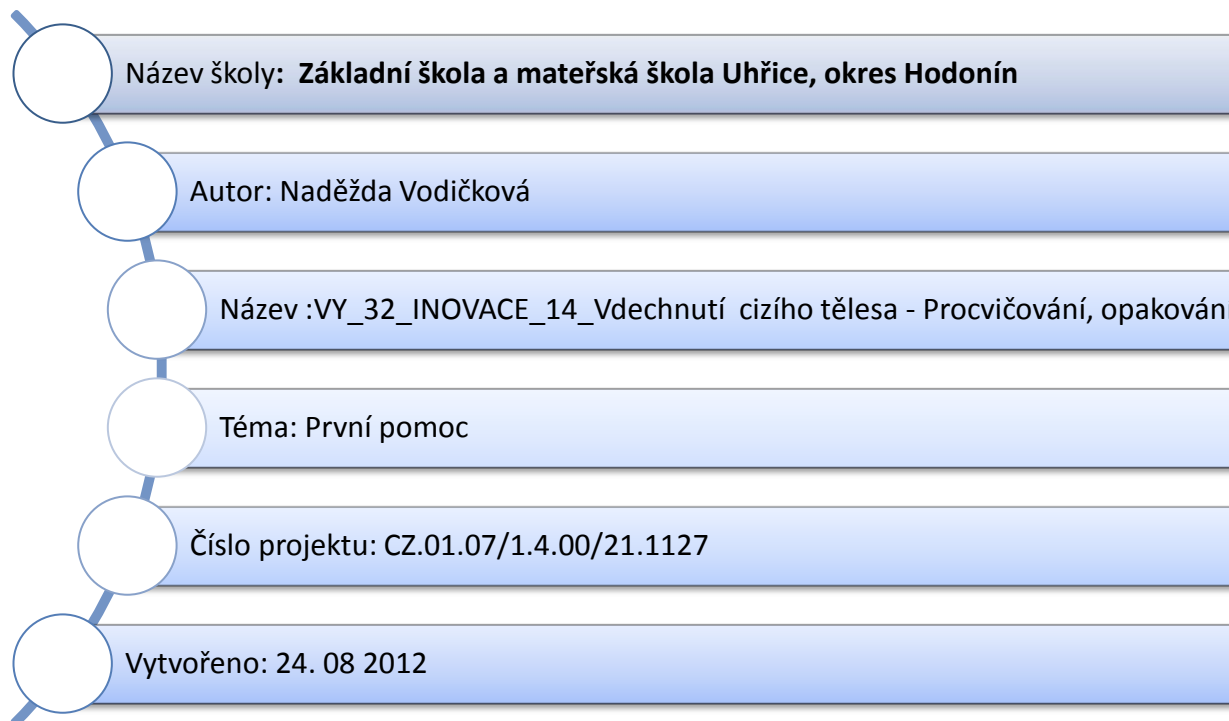 Název školy: Základní škola a mateřská škola Uhřice, okres Hodonín
Autor: Naděžda Vodičková
Název :VY_32_INOVACE_14_Vdechnutí  cizího tělesa - Procvičování, opakování
Téma: První pomoc
Číslo projektu: CZ.01.07/1.4.00/21.1127
Vytvořeno: 24. 08 2012